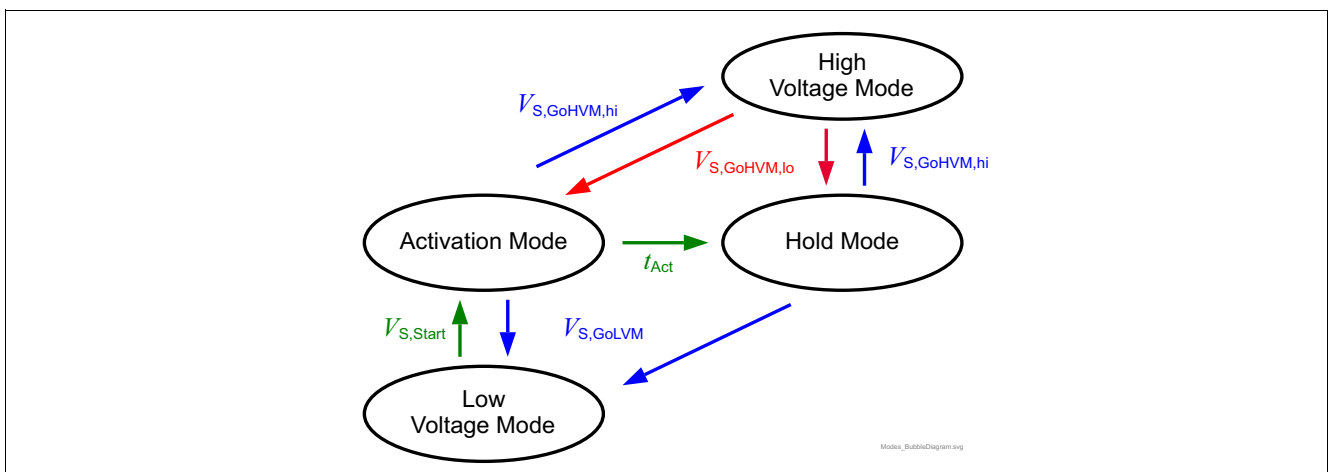 High
Voltage Mode
VS,GoHVM,hi
VS,GoHVM,lo
VS,GoHVM,hi
Activation Mode
Hold Mode
tAct
VS,Start
VS,GoLVM
Low
Voltage Mode
Modes_BubbleDiagram.svg